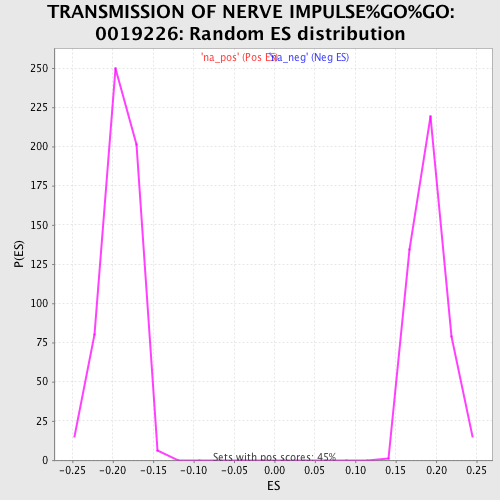 TRANSMISSION OF NERVE IMPULSE%GO%GO:
0019226: Random ES distribution
'na_pos' (Pos ES) 'na_neg' (Neg ES)
250
225
200
175
150
125
100
75
50
25
0
P(ES)
Sets with pos scores: 45%
-0.25 -0.20 -0.15 -0.10 -0.05 0.00 0.05 0.10 0.15 0.20 0.25
ES